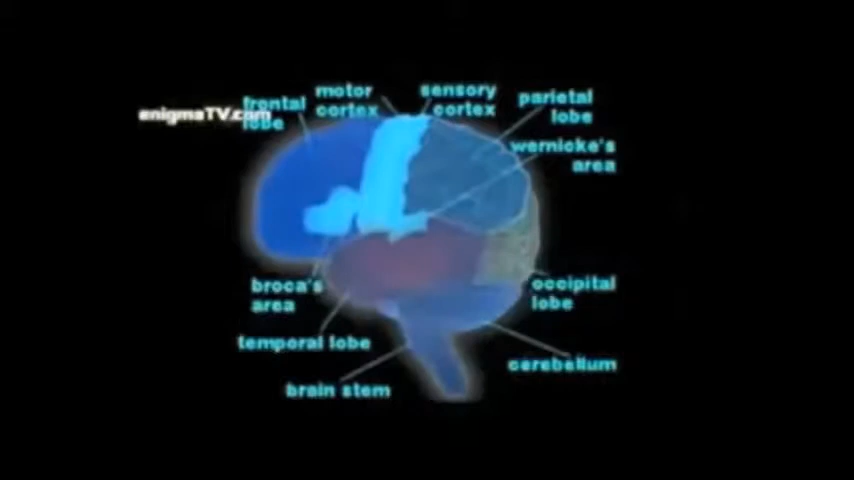 enigmaTV.com
frontal
lobe
motor
cortex
sensory
cortex
parietal
lobe
wernicke's
area
broca's
area
occipital
lobe
temporal lobe
cerebellum
brain stem